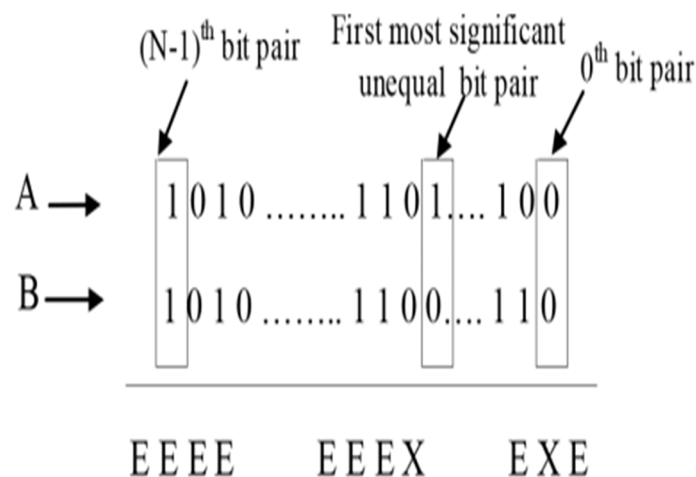 (N-1)th bit pair
First most significant
unequal bit pair
0th bit pair
A 1010........1101....100
B 1010........1100....110
EEEE EEEX EXE